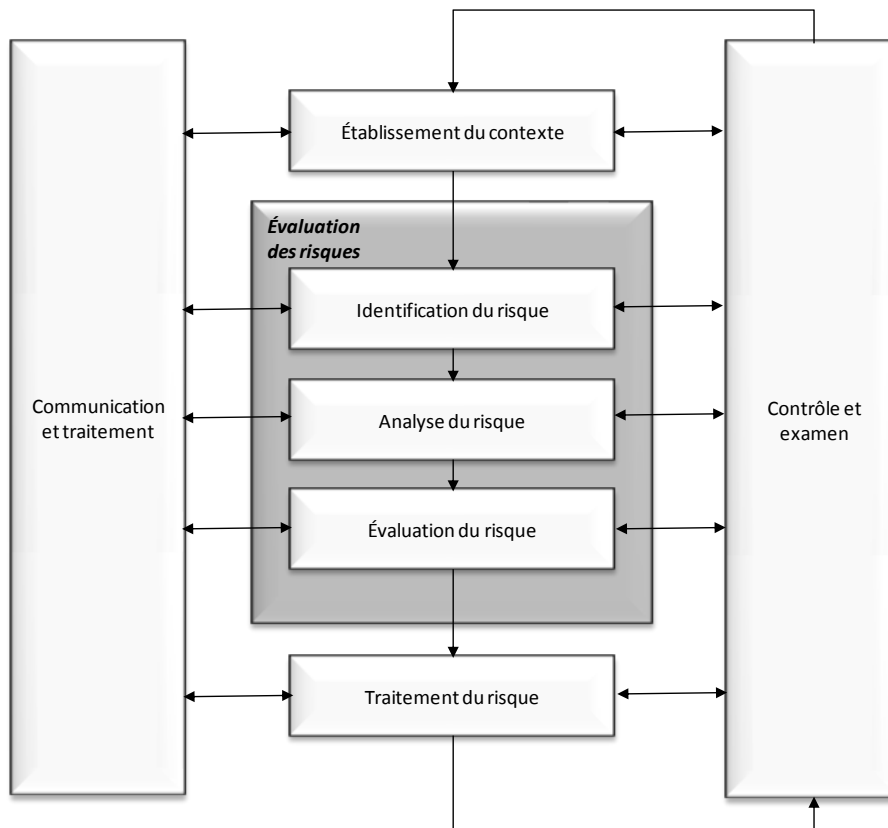 Établissement du contexte
Évaluation
des risques
Identification du risque
Communication
et traitement
Analyse du risque
Contrôle et
examen
Évaluation du risque
Traitement du risque